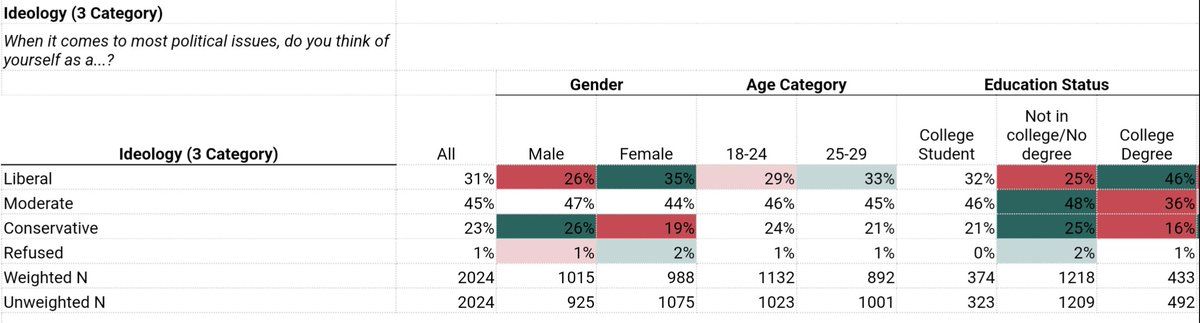 Ideology (3 Category)
When it comes to most political issues, do you think of
yourself as a...?
Gender Age Category Education Status
Ideology (3 Category) All Male Female 18-24 25-29 College Student Not in college/No degree College Degree
Liberal 31% 26% 35% 29% 33% 32% 25% 46%
Moderate 45% 47% 44% 46% 45% 46% 48% 36%
Conservative 23% 26% 19% 24% 21% 21% 25% 16%
Refused 1% 1% 2% 1% 1% 0% 2% 1%
Weighted N 2024 1015 988 1132 892 374 1218 433
Unweighted N 2024 925 1075 1023 1001 323 1209 492